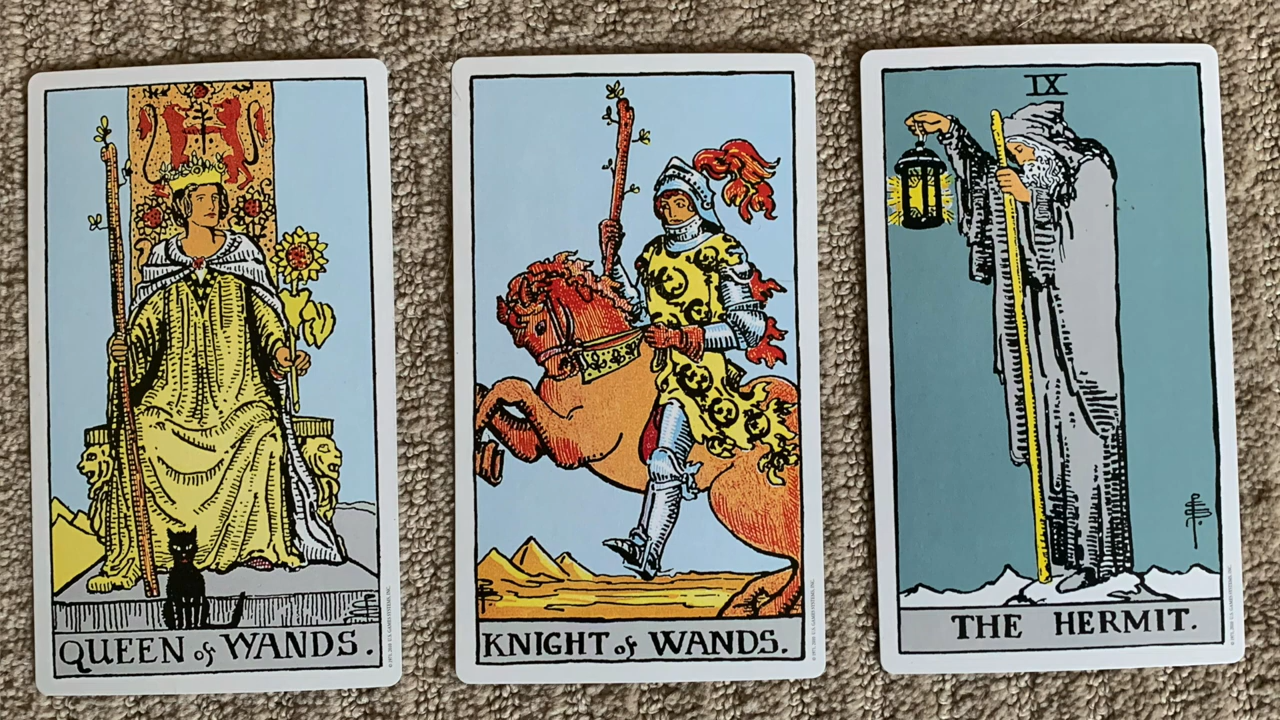 QUEEN of WANDS.
KNIGHT of WANDS.
IX
THE HERMIT.